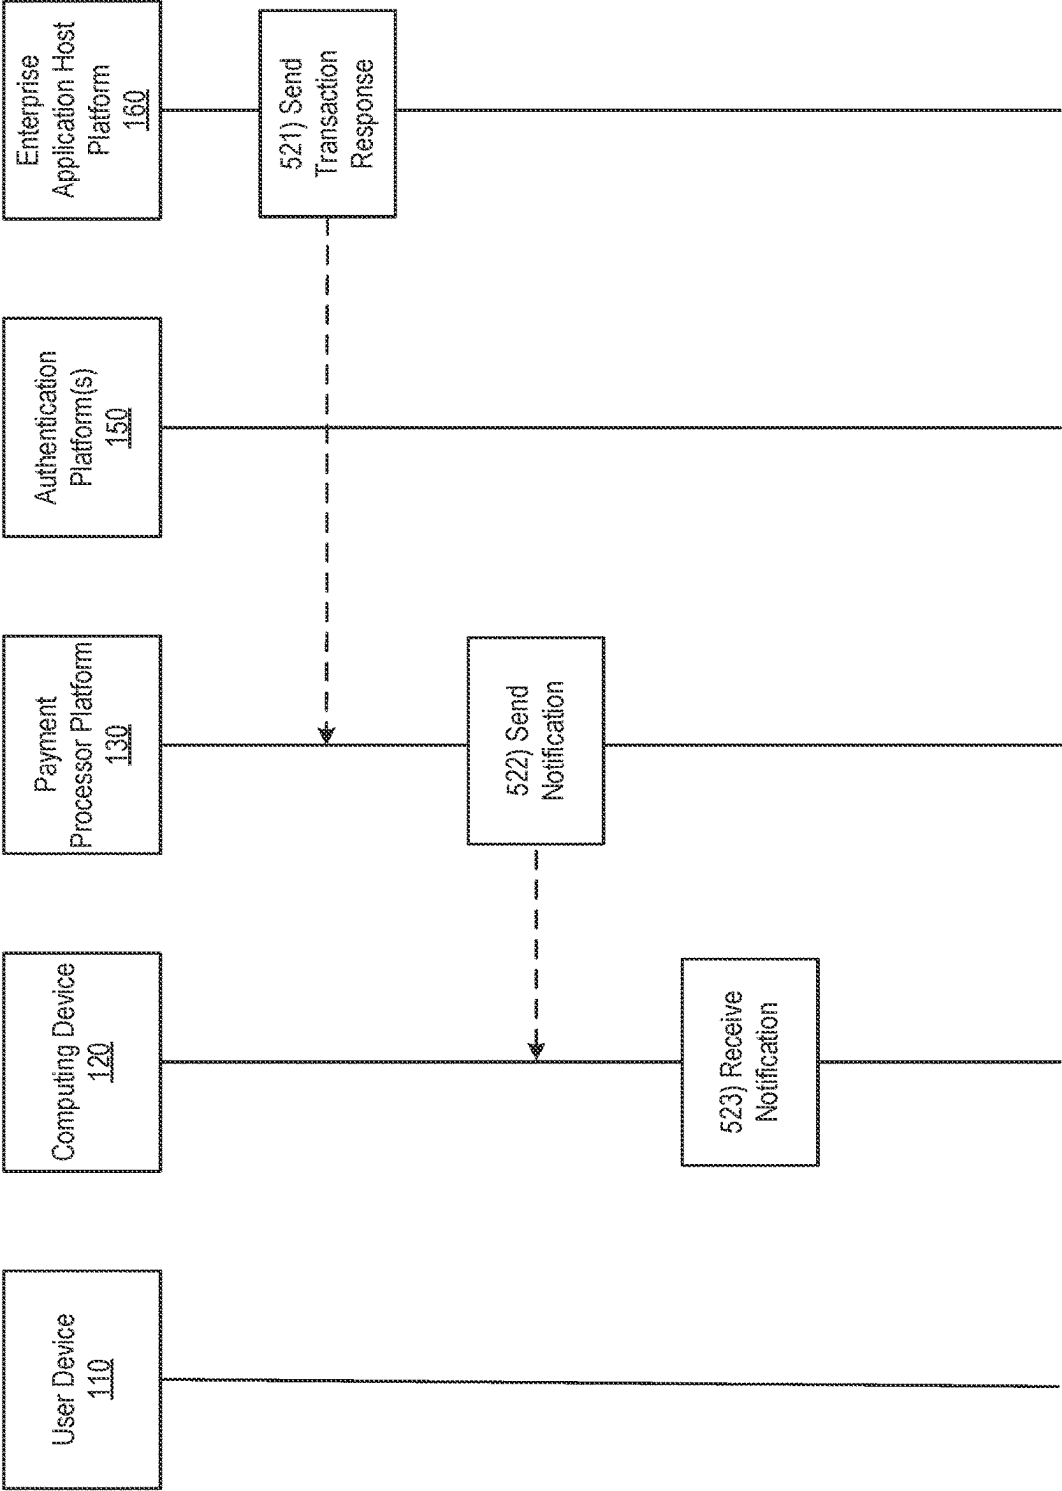 User Device
110
Computing Device
120
Payment
Processor Platform
130
Authentication
Platform(s)
150
Enterprise
Application Host
Platform
160
521) Send
Transaction
Response
522) Send
Notification
523) Receive
Notification